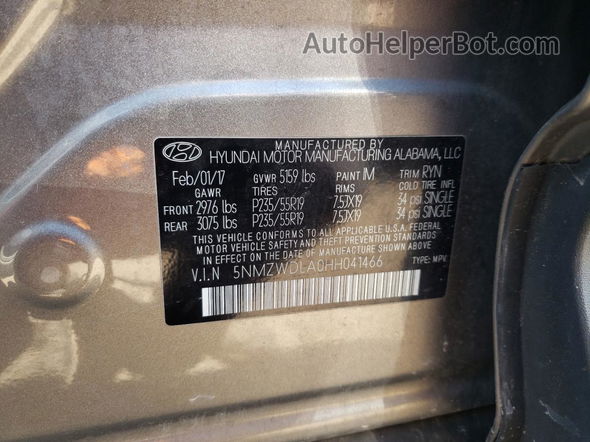 AutoHelperBot.com
MANUFACTURED BY
HYUNDAI MOTOR MANUFACTURING ALABAMA, LLC
Feb/01/17 GVWR 5159 lbs PAINT IM TRIM RYN
GAWR TIRES RIMS COLD TIRE INFL
FRONT 2976 lbs P235/55R19 7.5JX19 34 psi SINGLE
REAR 3075 lbs P235/55R19 7.5JX19 34 psi SINGLE
THIS VEHICLE CONFORMS TO ALL APPLICABLE U.S. FEDERAL
MOTOR VEHICLE SAFETY, BUMPER, AND THEFT PREVENTION
STANDARDS IN EFFECT ON THE DATE OF MANUFACTURE SHOWN ABOVE.
V.I.N 5NMZWDLA0HH041466 TYPE: MPV.